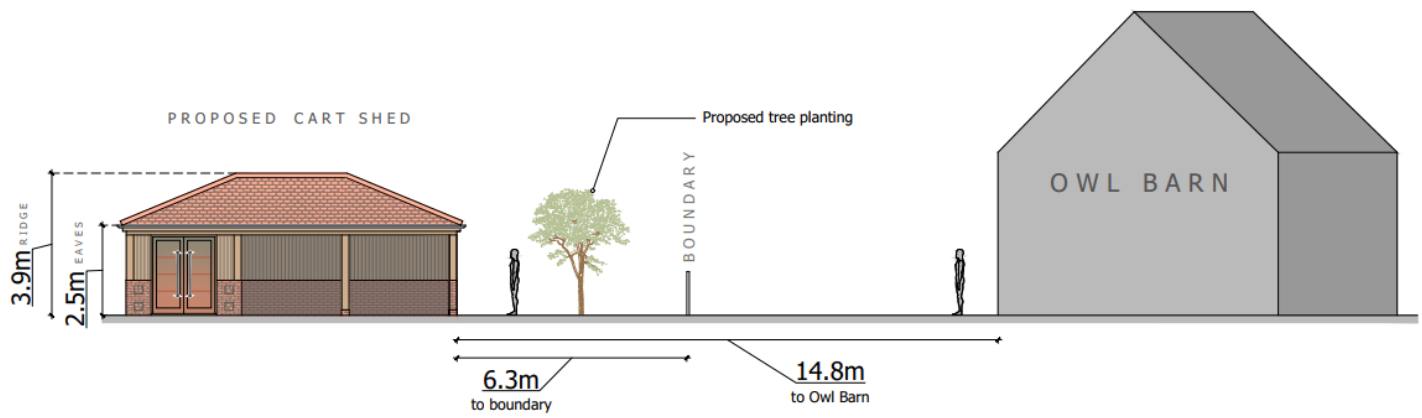 PROPOSED CART SHED
Proposed tree planting
BOUNDARY
OWL BARN
3.9m RIDGE
2.5m EAVES
6.3m
to boundary
14.8m
to Owl Barn